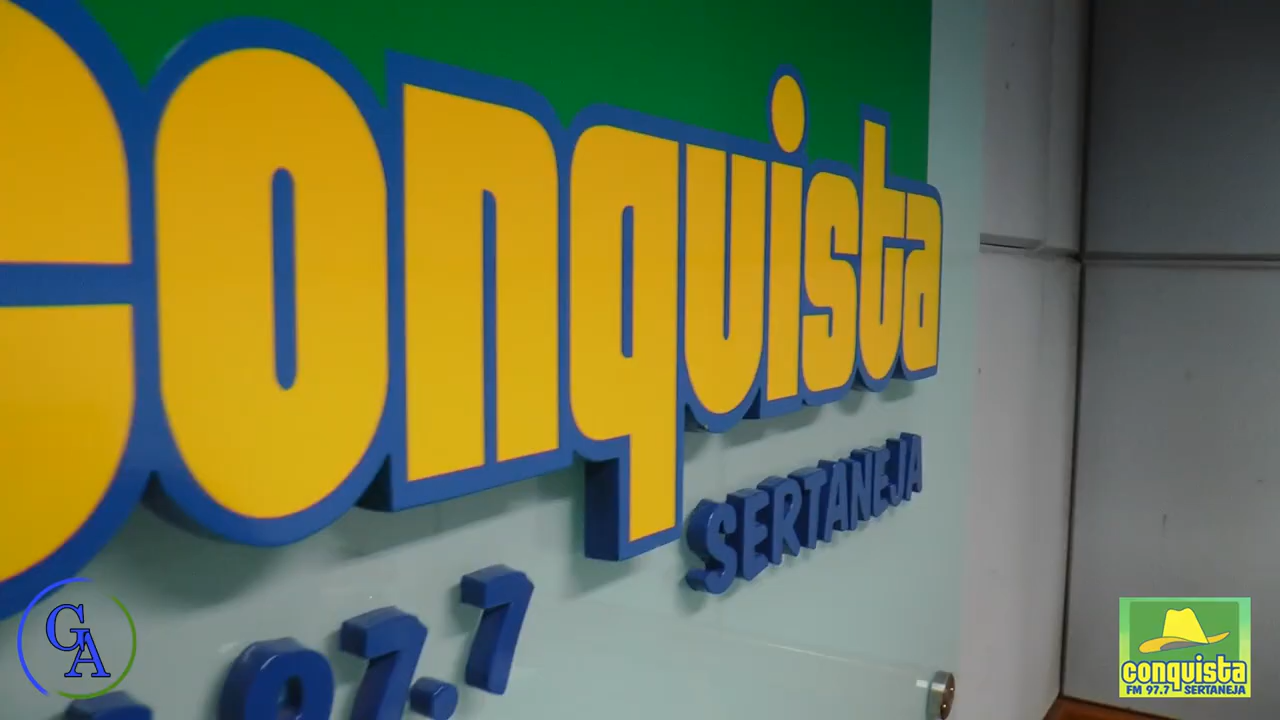 conquista
SERTANEJA
97.7
GA
conquista
FM 97.7 SERTANEJA